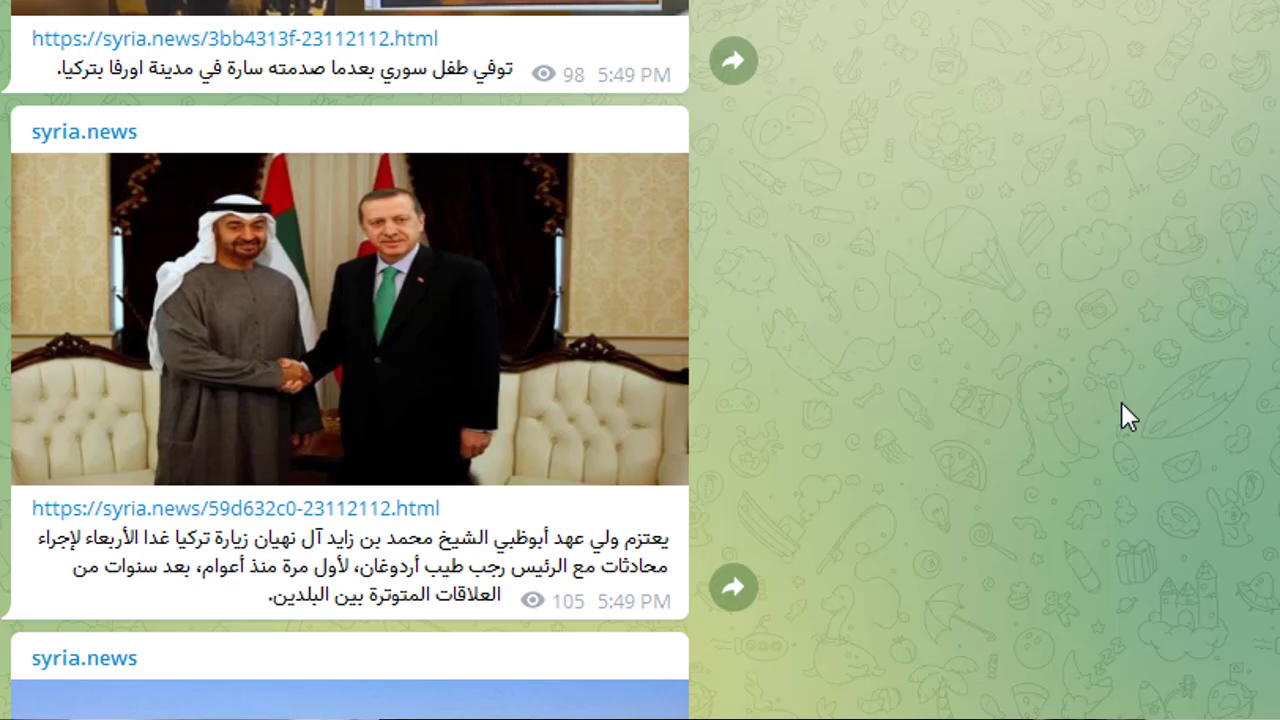 https://syria.news/3bb4313f-23112112.html
توفي طفل سوري بعدما صدمته سارة في مدينة اورفا بتركيا.
98 5:49 PM
syria.news
https://syria.news/59d632c0-23112112.html
يعتزم ولي عهد أبوظبي الشيخ محمد بن زايد آل نهيان زيارة تركيا غدا الأربعاء لإجراء
محادثات مع الرئيس رجب طيب أردوغان، لأول مرة منذ أعوام، بعد سنوات من
العلاقات المتوترة بين البلدين.
105 5:49 PM
syria.news